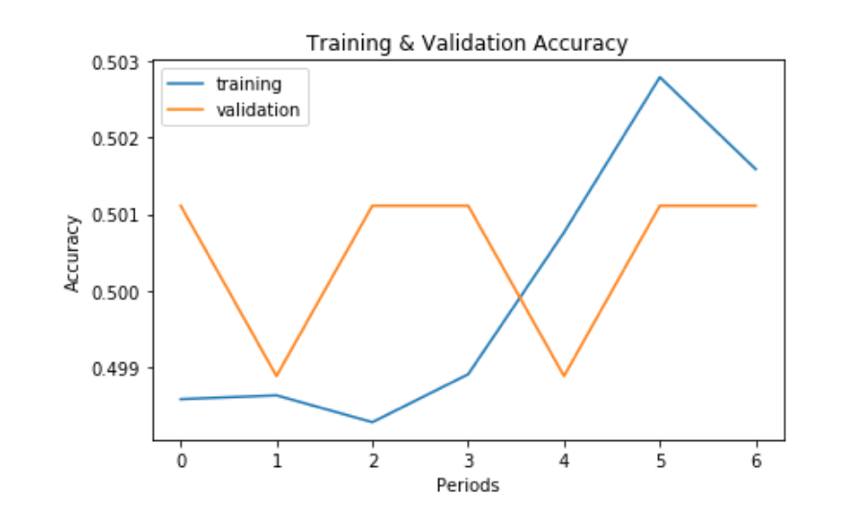 Training & Validation Accuracy
training
validation
0.503
0.502
0.501
0.500
0.499
Accuracy
0 1 2 3 4 5 6
Periods